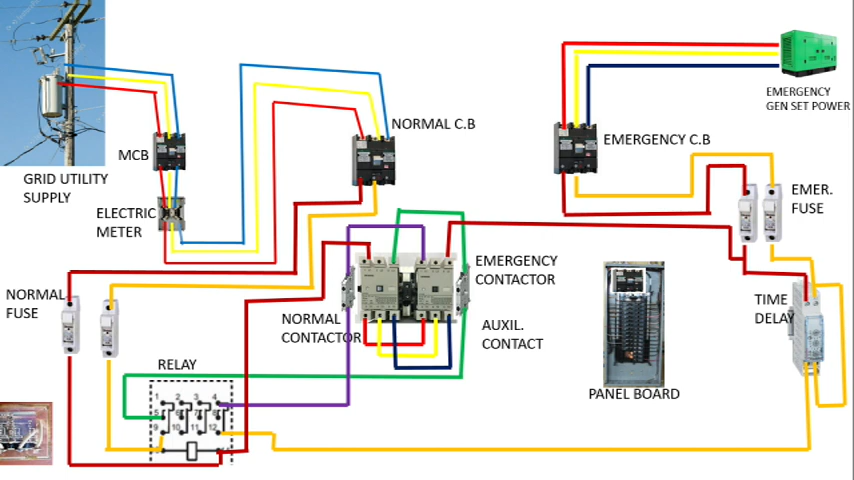 NORMAL C.B
EMERGENCY
GEN SET POWER
MCB
EMERGENCY C.B
GRID UTILITY
SUPPLY
EMER.
FUSE
ELECTRIC
METER
EMERGENCY
CONTACTOR
NORMAL
FUSE
TIME
DELAY
NORMAL
CONTACTOR
AUXIL.
CONTACT
RELAY
PANEL BOARD
1 2 3 4
5 6 7 8
9 10 11 12